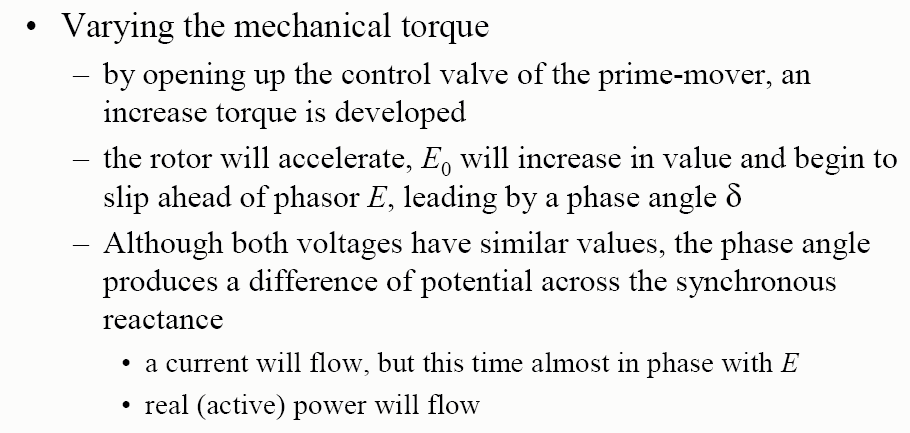 • Varying the mechanical torque
– by opening up the control valve of the prime-mover, an
increase torque is developed
– the rotor will accelerate, E₀ will increase in value and begin to
slip ahead of phasor E, leading by a phase angle δ
– Although both voltages have similar values, the phase angle
produces a difference of potential across the synchronous
reactance
• a current will flow, but this time almost in phase with E
• real (active) power will flow